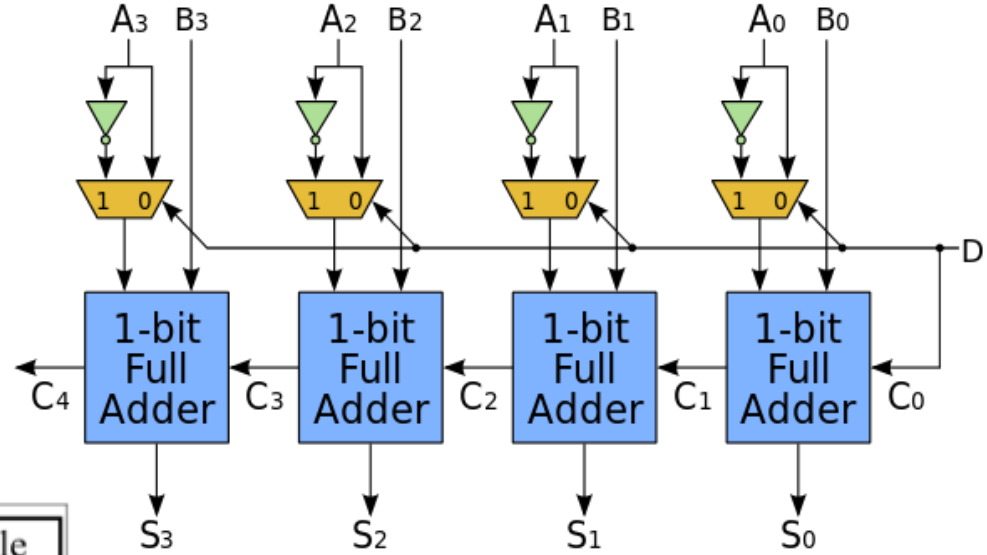 A3 B3 A2 B2 A1 B1 A0 B0
1 0 1 0 1 0 1 0
D
1-bit Full Adder 1-bit Full Adder 1-bit Full Adder 1-bit Full Adder
C4 C3 C2 C1 C0
S3 S2 S1 S0
le